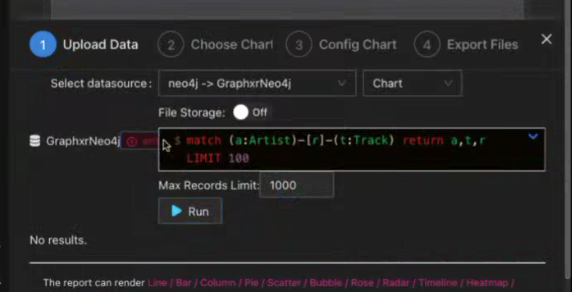 1 Upload Data 2 Choose Chart 3 Config Chart 4 Export Files ×
Select datasource: neo4j -> GraphxrNeo4j Chart
File Storage: Off
GraphxrNeo4j
$ match (a:Artist)-[r]-(t:Track) return a,t,r
LIMIT 100
Max Records Limit: 1000
Run
No results.
The report can render Line / Bar / Column / Pie / Scatter / Bubble / Rose / Radar / Timeline / Heatmap /